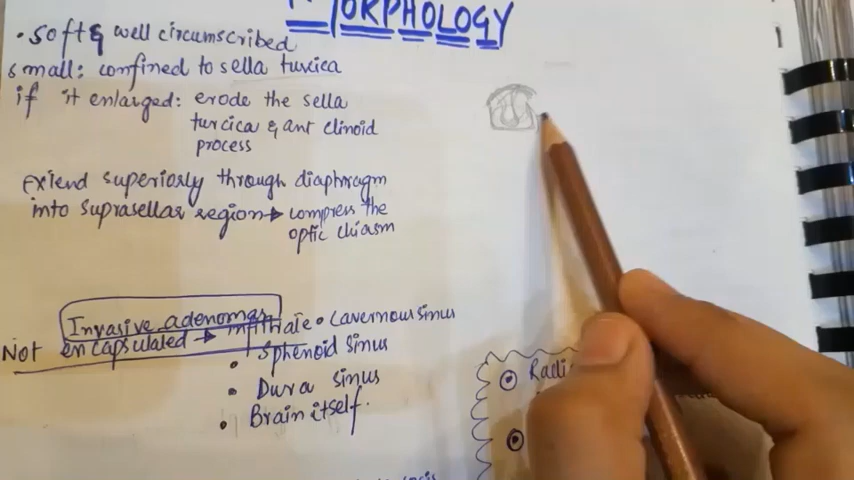 MORPHOLOGY
• soft & well circumscribed
small: confined to sella turcica
if it enlarged: erode the sella
turcica & ant clinoid
process
Extend superiorly through diaphragm
into suprasellar region → compress the
optic chiasm
Invasive adenomas
Not encapsulated → infiltrate • Cavernous sinus
• Sphenoid sinus
• Dura sinus
• Brain itself.